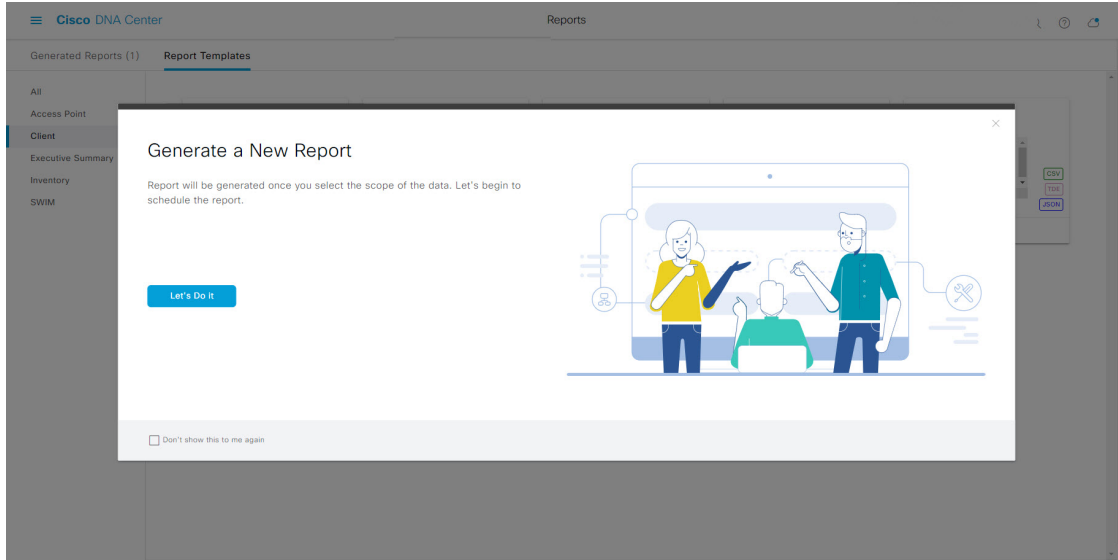 Cisco DNA Center
Reports
Generated Reports (1)
Report Templates
All
Access Point
Client
Executive Summary
Inventory
SWIM
Generate a New Report
Report will be generated once you select the scope of the data. Let's begin to
schedule the report.
Let's Do It
Don't show this to me again
CSV
TDE
JSON